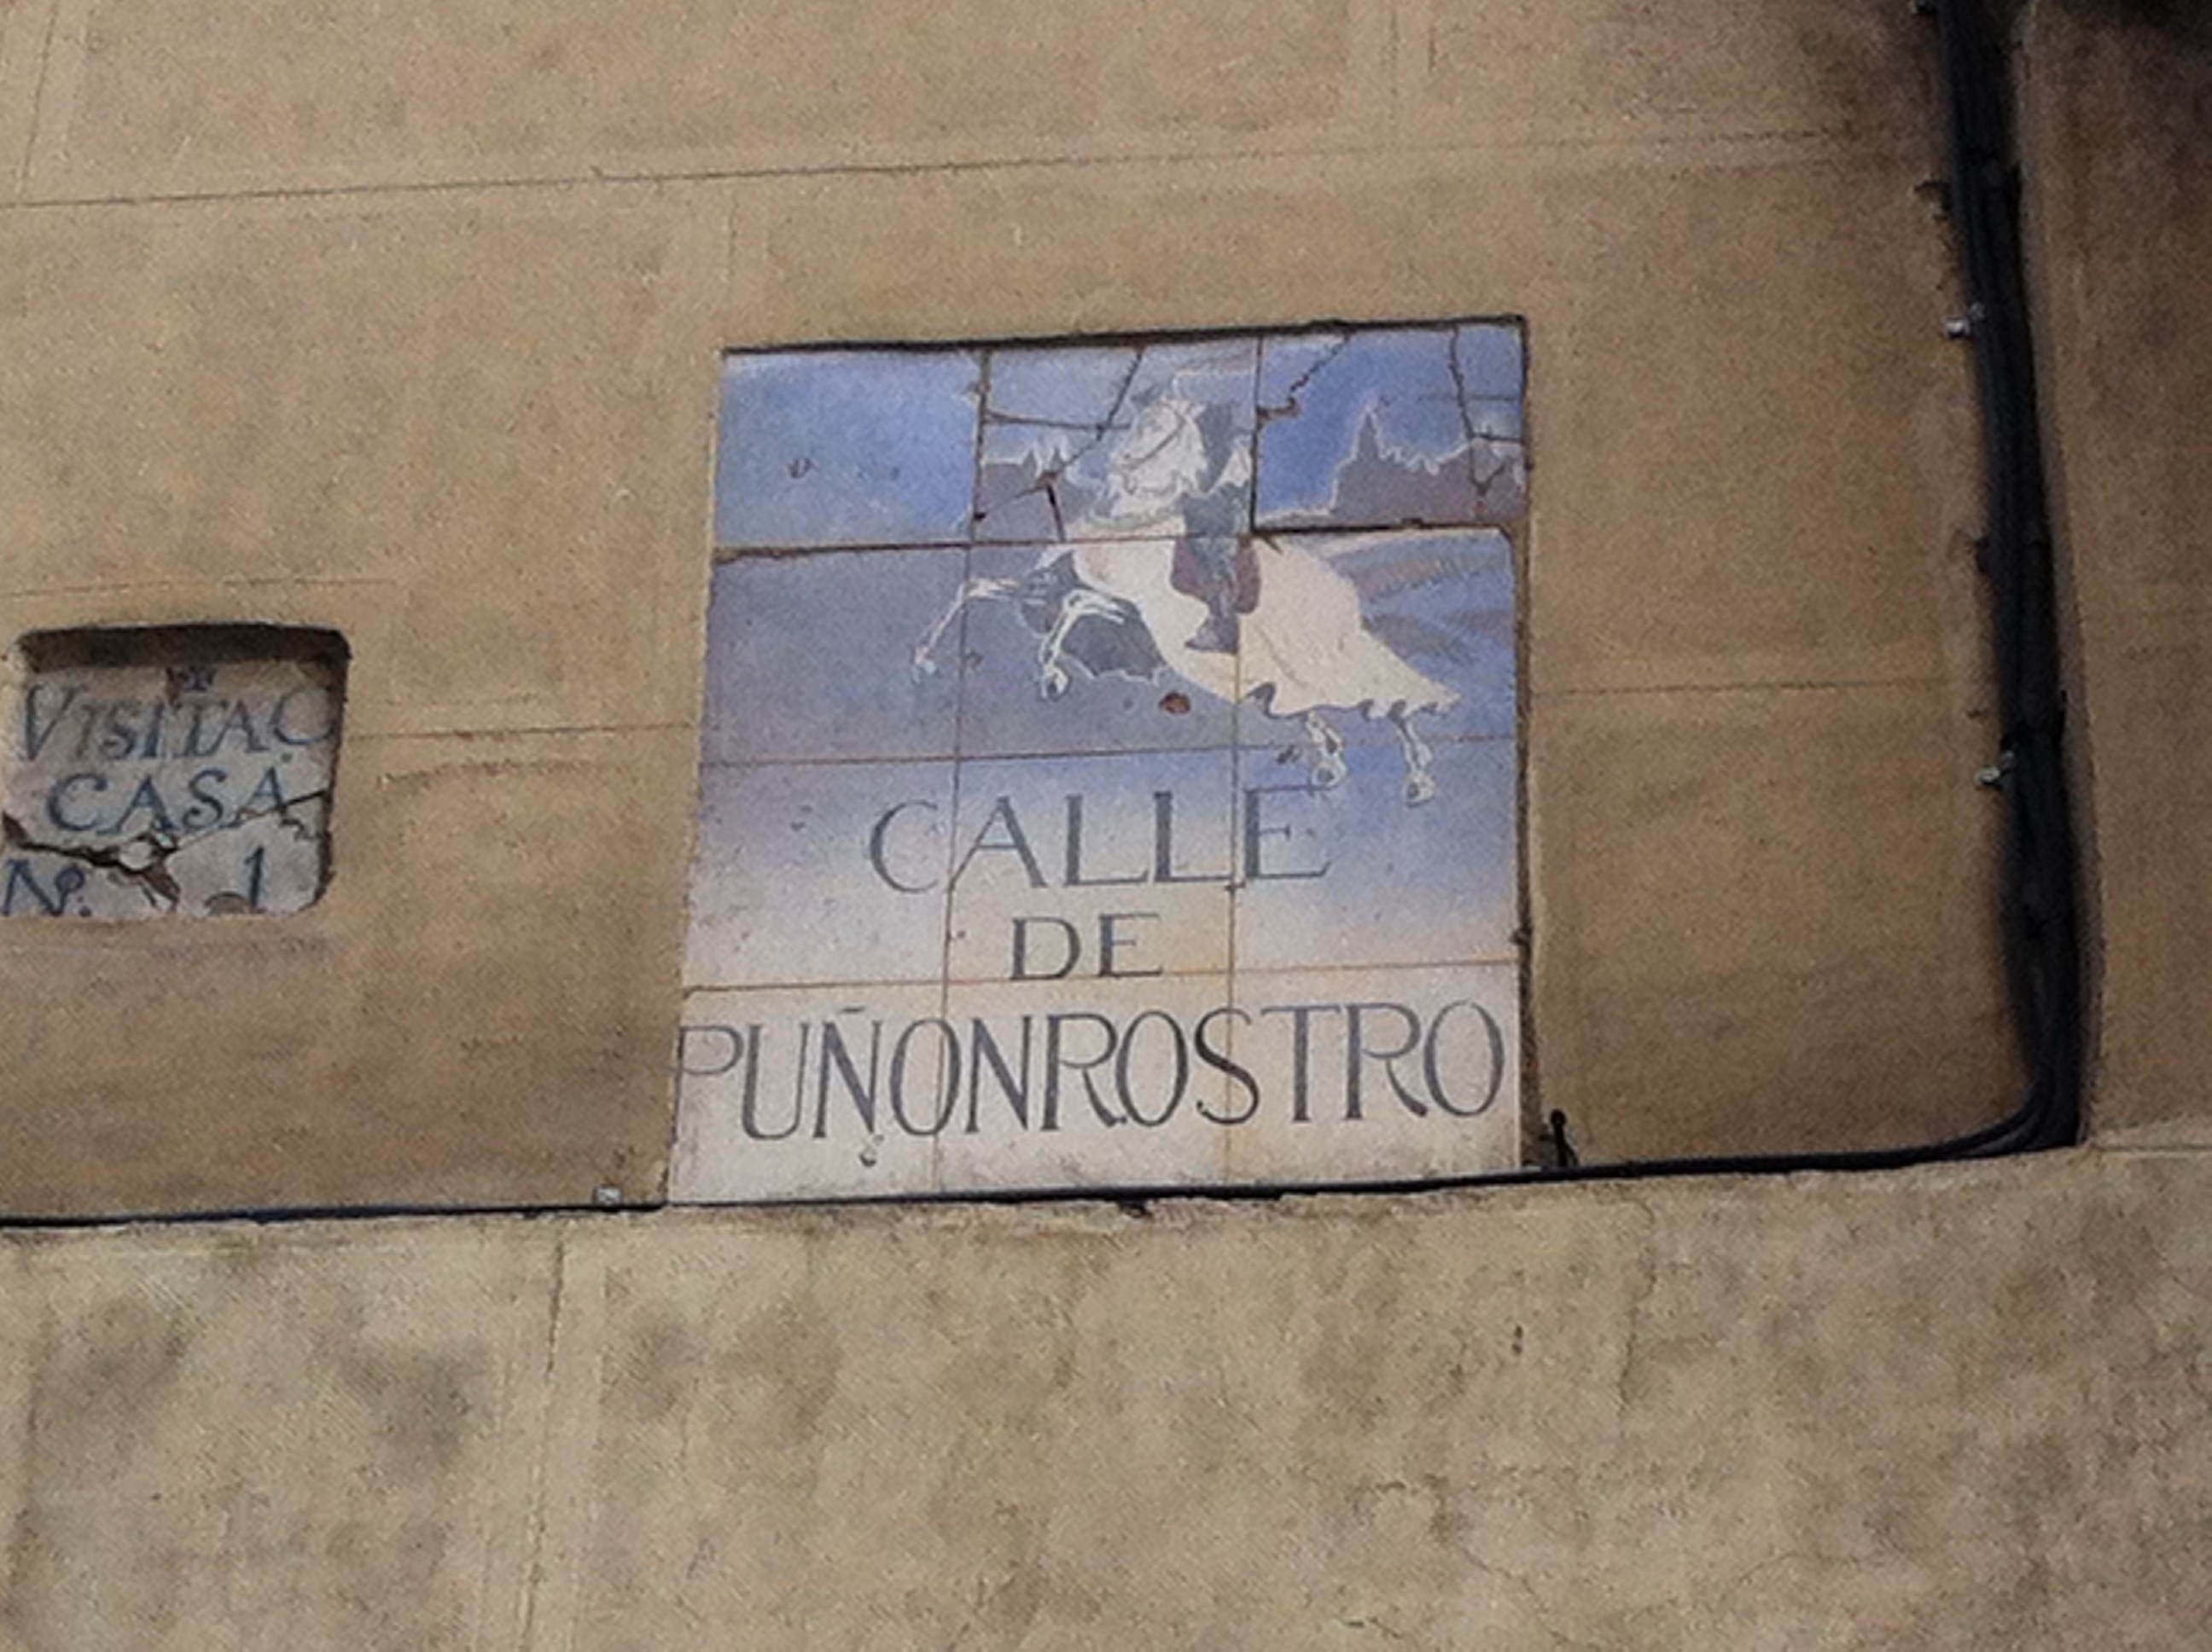 VISITAC.
CASA
N. 1
CALLE
DE
PUÑONROSTRO